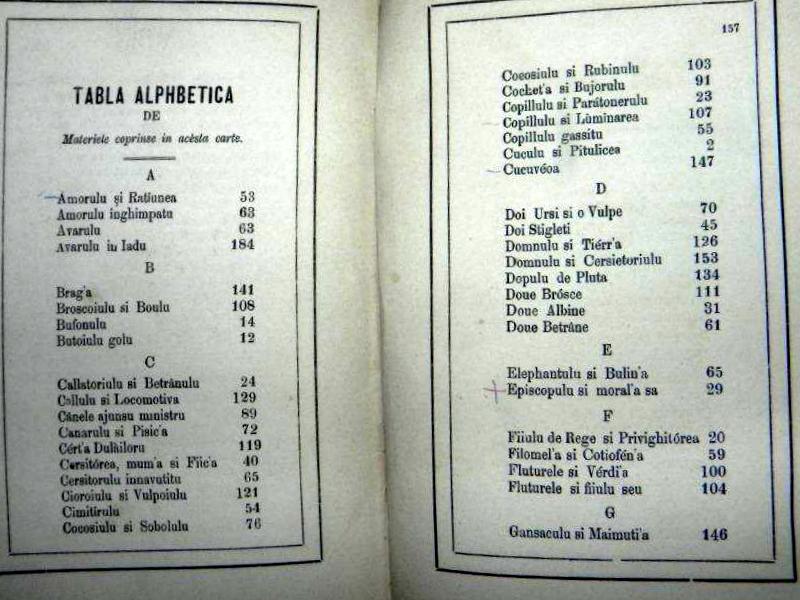 TABLA ALPHBETICA
DE
Materiele coprinse in acèsta carte.
A
Amorulu și Ratiunea 53
Amorulu inghimpatu 63
Avarulu 63
Avarulu in Iadu 184
B
Brag'a 141
Broscoiulu si Boulu 108
Bufonulu 14
Butoiulu golu 12
C
Callatoriulu si Betrânulu 24
Callulu si Locomotiva 129
Cânele ajunsu ministru 89
Canarulu si Pisic'a 72
Cért'a Dulhiloru 119
Cersitórea, mum'a si Fiic'a 40
Cersitorulu innavutitu 65
Cioroiulu si Vulpoiulu 121
Cimitirulu 54
Cocosiulu si Sobolulu 76
157
Cocosiulu si Rubinulu 103
Cochet'a si Bujorulu 91
Copillulu si Parátonerulu 23
Copillulu si Lùminarea 107
Copillulu gassitu 55
Cuculu si Pitulicea 2
Cucuvéoa 147
D
Doi Ursi si o Vulpe 70
Doi Stigleti 45
Domnulu si Tiérr'a 126
Domnulu si Cersietoriulu 153
Dopulu de Pluta 134
Doue Brósce 111
Doue Albine 31
Doue Betrâne 61
E
Elephantulu si Bulin'a 65
Episcopulu si moral'a sa 29
F
Fiiulu de Rege si Privighitórea 20
Filomel'a si Cotiofén'a 59
Fluturele si Vérdi'a 100
Fluturele si fiiulu seu 104
G
Gansaculu si Maimuti'a 146